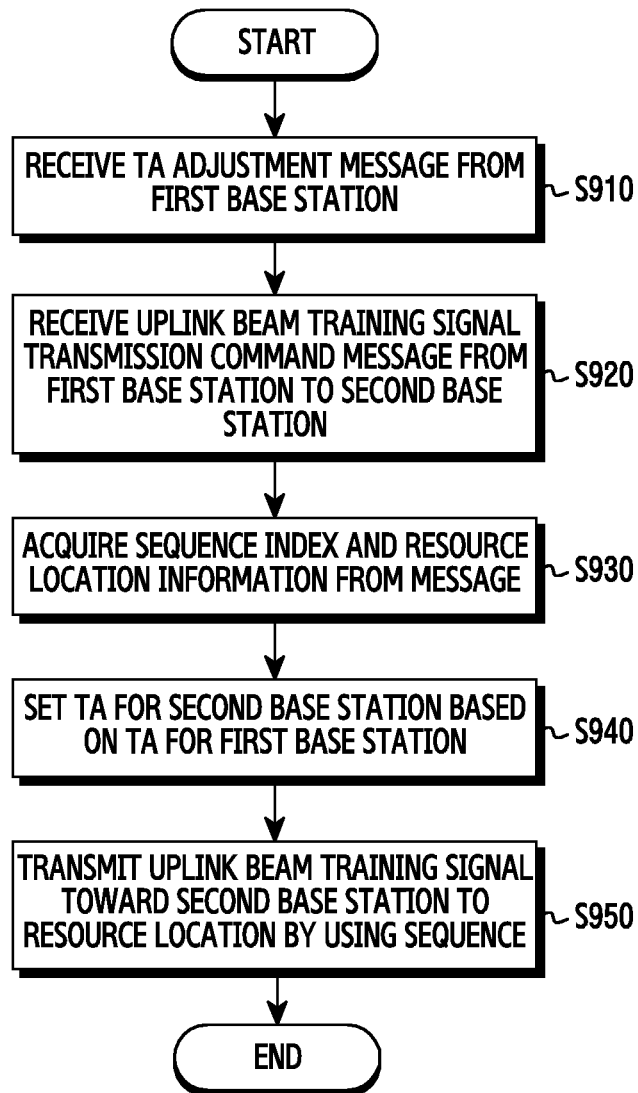 START
RECEIVE TA ADJUSTMENT MESSAGE FROM
FIRST BASE STATION
S910
RECEIVE UPLINK BEAM TRAINING SIGNAL
TRANSMISSION COMMAND MESSAGE FROM
FIRST BASE STATION TO SECOND BASE
STATION
S920
ACQUIRE SEQUENCE INDEX AND RESOURCE
LOCATION INFORMATION FROM MESSAGE
S930
SET TA FOR SECOND BASE STATION BASED
ON TA FOR FIRST BASE STATION
S940
TRANSMIT UPLINK BEAM TRAINING SIGNAL
TOWARD SECOND BASE STATION TO
RESOURCE LOCATION BY USING SEQUENCE
S950
END